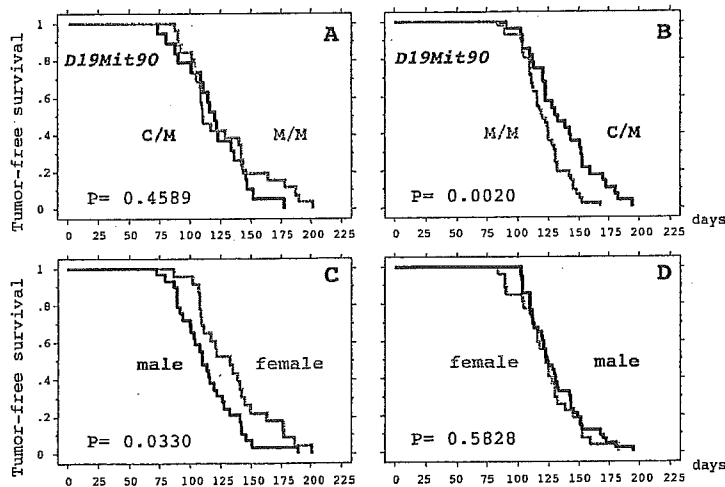 Tumor-free survival
1
.8
.6
.4
.2
0
A
D19Mit90
C/M
M/M
P= 0.4589
0 25 50 75 100 125 150 175 200 225
B
D19Mit90
M/M
C/M
P= 0.0020
0 25 50 75 100 125 150 175 200 225
days
Tumor-free survival
1
.8
.6
.4
.2
0
C
male
female
P= 0.0330
0 25 50 75 100 125 150 175 200 225
D
female
male
P= 0.5828
0 25 50 75 100 125 150 175 200 225
days